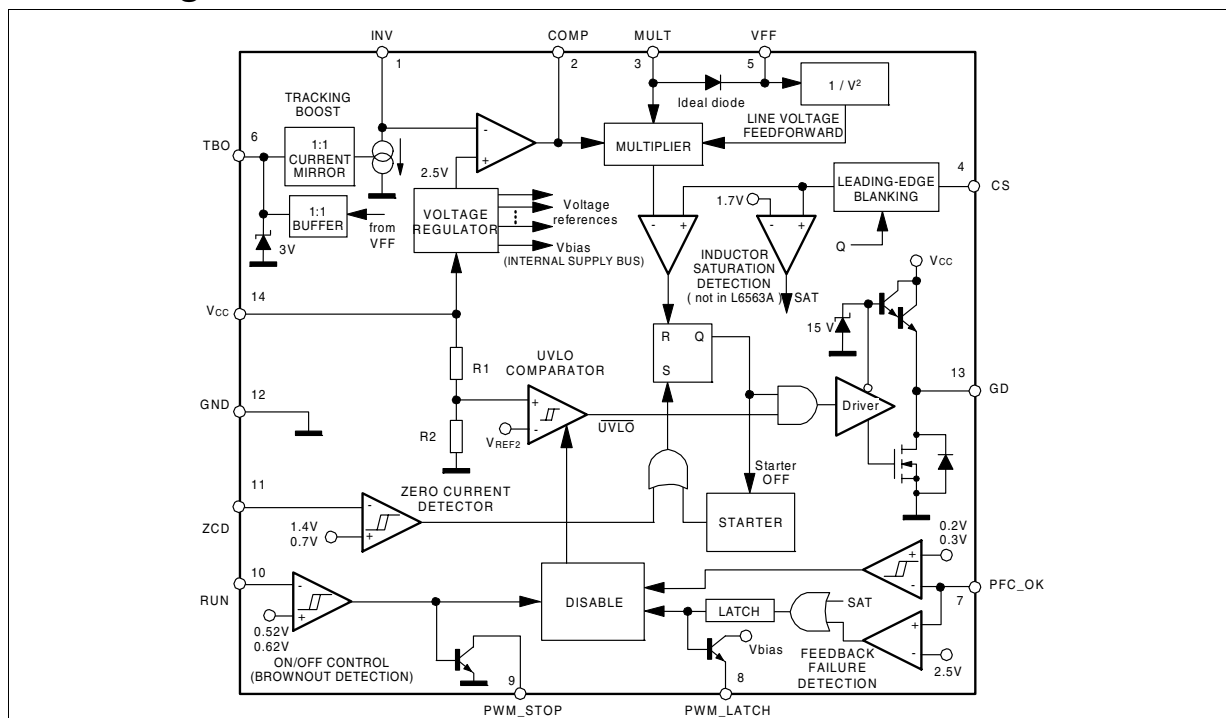 INV
COMP
MULT
VFF
1
2
3
5
1 / V²
TRACKING
BOOST
Ideal diode
6
TBO
1:1
CURRENT
MIRROR
-
+
MULTIPLIER
LINE VOLTAGE
FEEDFORWARD
4
CS
2.5V
LEADING-EDGE
BLANKING
1:1
BUFFER
from
VFF
3V
VOLTAGE
REGULATOR
Voltage
references
Vbias
(INTERNAL SUPPLY BUS)
-
+
1.7V
-
+
Q
INDUCTOR
SATURATION
DETECTION
( not in L6563A )
SAT
Vcc
14
Vcc
15 V
R
Q
S
R1
UVLO
COMPARATOR
13
GD
12
GND
+
-
Driver
R2
VREF2
UVLO
Starter
OFF
11
ZCD
ZERO CURRENT
DETECTOR
-
+
1.4V
0.7V
STARTER
0.2V
0.3V
+
-
10
RUN
-
+
DISABLE
PFC_OK
7
0.52V
0.62V
LATCH
SAT
+
-
Vbias
2.5V
ON/OFF CONTROL
(BROWNOUT DETECTION)
FEEDBACK
FAILURE
DETECTION
9
8
PWM_STOP
PWM_LATCH